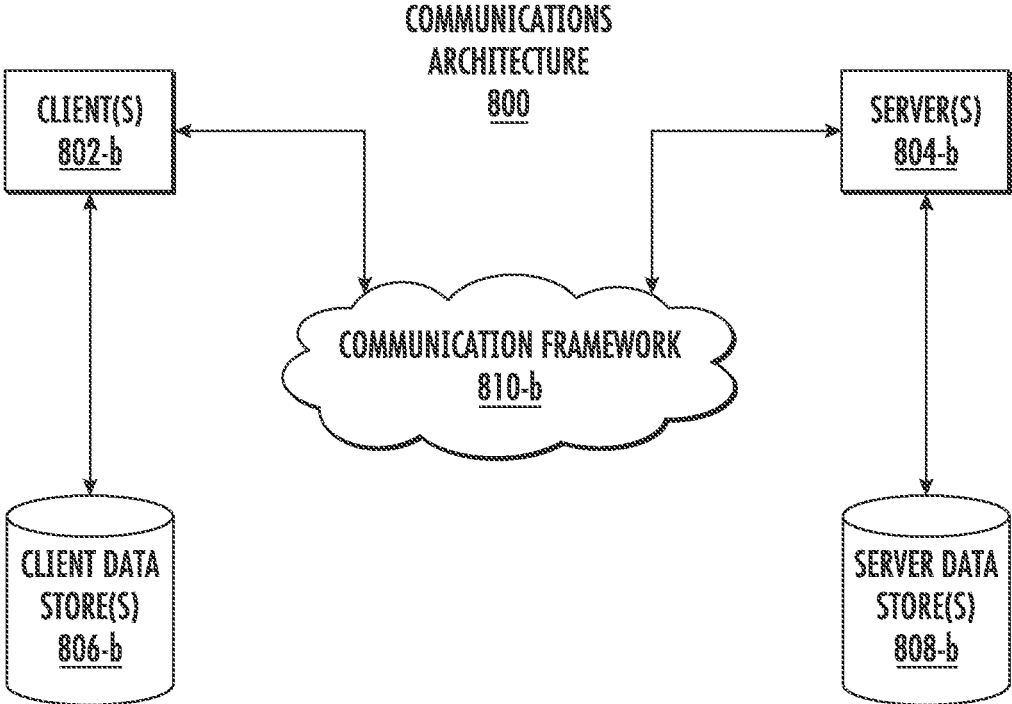 COMMUNICATIONS
ARCHITECTURE
800
CLIENT(S)
802-b
SERVER(S)
804-b
COMMUNICATION FRAMEWORK
810-b
CLIENT DATA
STORE(S)
806-b
SERVER DATA
STORE(S)
808-b